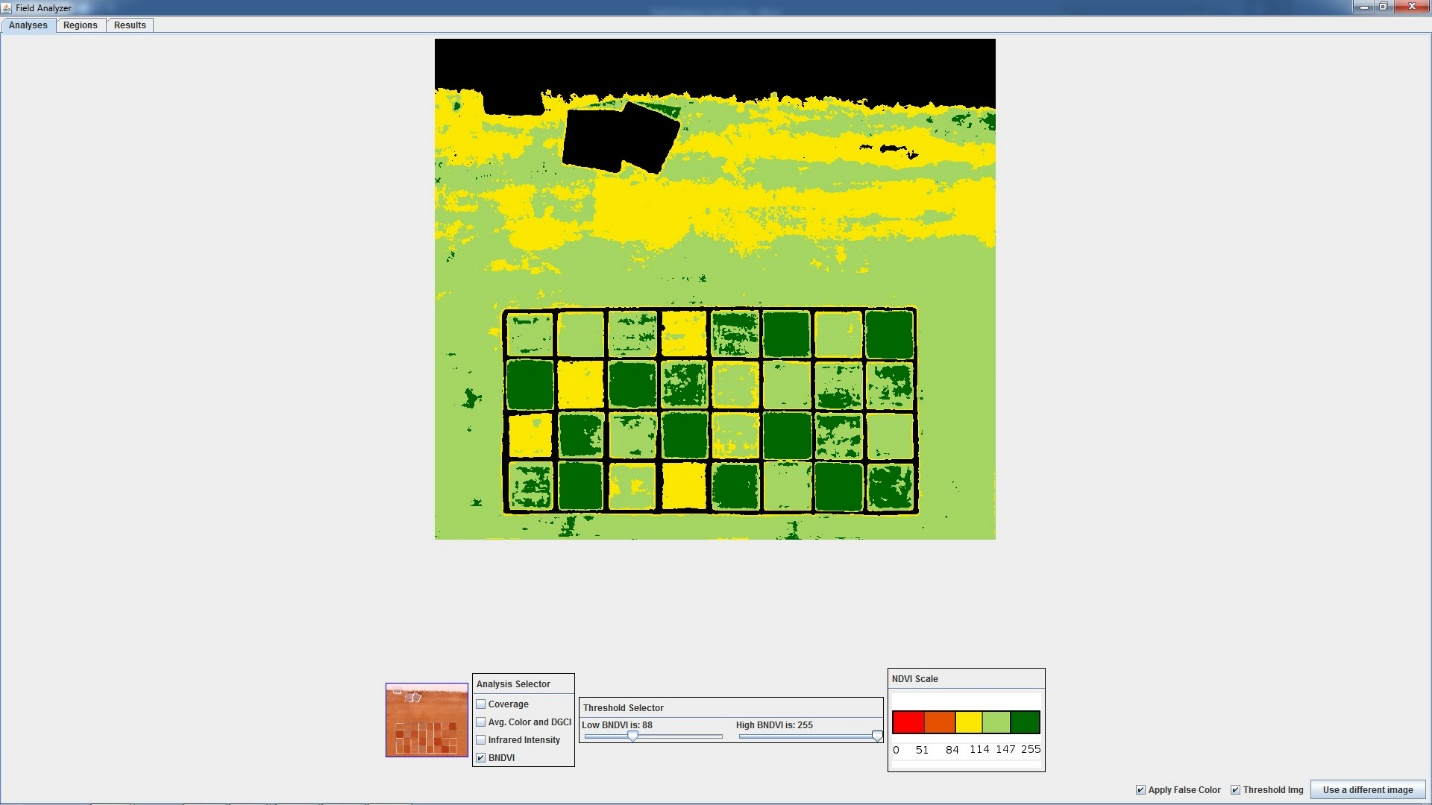 Field Analyzer
Analyses Regions Results
Analysis Selector
Coverage
Avg. Color and DGCI
Infrared Intensity
BNDVI
Threshold Selector
Low BNDVI is: 88 High BNDVI is: 255
NDVI Scale
0 51 84 114 147 255
Apply False Color Threshold Img Use a different image